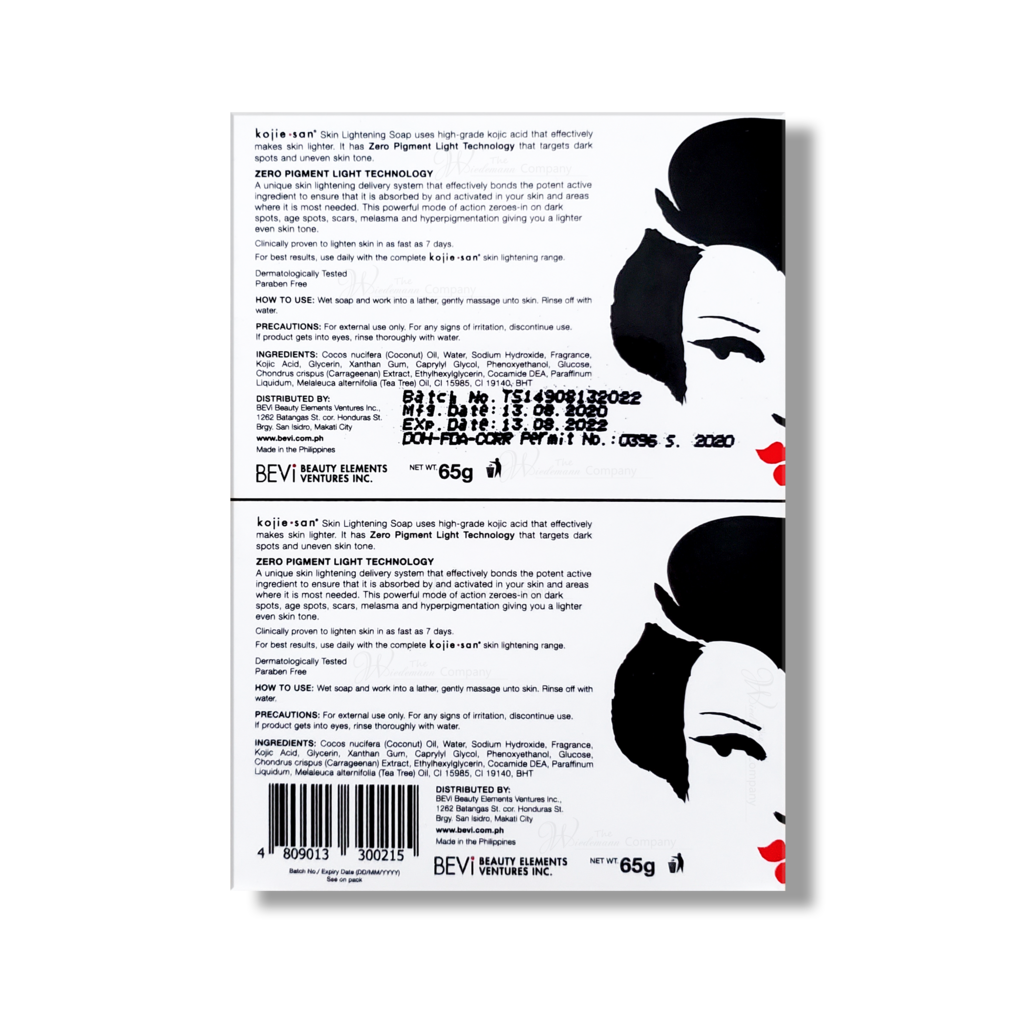 kojie•san® Skin Lightening Soap uses high-grade kojic acid that effectively
makes skin lighter. It has Zero Pigment Light Technology that targets dark
spots and uneven skin tone.
ZERO PIGMENT LIGHT TECHNOLOGY
A unique skin lightening delivery system that effectively bonds the potent active
ingredient to ensure that it is absorbed by and activated in your skin and areas
where it is most needed. This powerful mode of action zeroes-in on dark
spots, age spots, scars, melasma and hyperpigmentation giving you a lighter
even skin tone.
Clinically proven to lighten skin in as fast as 7 days.
For best results, use daily with the complete kojie•san® skin lightening range.
Dermatologically Tested
Paraben Free
HOW TO USE: Wet soap and work into a lather, gently massage unto skin. Rinse off with
water.
PRECAUTIONS: For external use only. For any signs of irritation, discontinue use.
If product gets into eyes, rinse thoroughly with water.
INGREDIENTS: Cocos nucifera (Coconut) Oil, Water, Sodium Hydroxide, Fragrance,
Kojic Acid, Glycerin, Xanthan Gum, Caprylyl Glycol, Phenoxyethanol, Glucose,
Chondrus crispus (Carrageenan) Extract, Ethylhexylglycerin, Cocamide DEA, Paraffinum
Liquidum, Melaleuca alternifolia (Tea Tree) Oil, CI 15985, CI 19140, BHT
DISTRIBUTED BY:
BEVi Beauty Elements Ventures Inc.,
1262 Batangas St. cor. Honduras St.
Brgy. San Isidro, Makati City
www.bevi.com.ph
Made in the Philippines
Batch No. TS14908132022
Mfg. Date: 13.08.2020
EXp. Date: 13.08.2022
DOH-FDA-CCRR Permit No.: 0396 S. 2020
BEVi BEAUTY ELEMENTS
VENTURES INC.
NET WT. 65g
The
Company
kojie•san® Skin Lightening Soap uses high-grade kojic acid that effectively
makes skin lighter. It has Zero Pigment Light Technology that targets dark
spots and uneven skin tone.
ZERO PIGMENT LIGHT TECHNOLOGY
A unique skin lightening delivery system that effectively bonds the potent active
ingredient to ensure that it is absorbed by and activated in your skin and areas
where it is most needed. This powerful mode of action zeroes-in on dark
spots, age spots, scars, melasma and hyperpigmentation giving you a lighter
even skin tone.
Clinically proven to lighten skin in as fast as 7 days.
For best results, use daily with the complete kojie•san® skin lightening range.
Dermatologically Tested
Paraben Free
HOW TO USE: Wet soap and work into a lather, gently massage unto skin. Rinse off with
water.
PRECAUTIONS: For external use only. For any signs of irritation, discontinue use.
If product gets into eyes, rinse thoroughly with water.
INGREDIENTS: Cocos nucifera (Coconut) Oil, Water, Sodium Hydroxide, Fragrance,
Kojic Acid, Glycerin, Xanthan Gum, Caprylyl Glycol, Phenoxyethanol, Glucose,
Chondrus crispus (Carrageenan) Extract, Ethylhexylglycerin, Cocamide DEA, Paraffinum
Liquidum, Melaleuca alternifolia (Tea Tree) Oil, CI 15985, CI 19140, BHT
4 809013 300215
Batch No./ Expiry Date (DD/MM/YYYY)
See on pack
DISTRIBUTED BY:
BEVi Beauty Elements Ventures Inc.,
1262 Batangas St. cor. Honduras St.
Brgy. San Isidro, Makati City
www.bevi.com.ph
Made in the Philippines
BEVi BEAUTY ELEMENTS
VENTURES INC.
NET WT. 65g